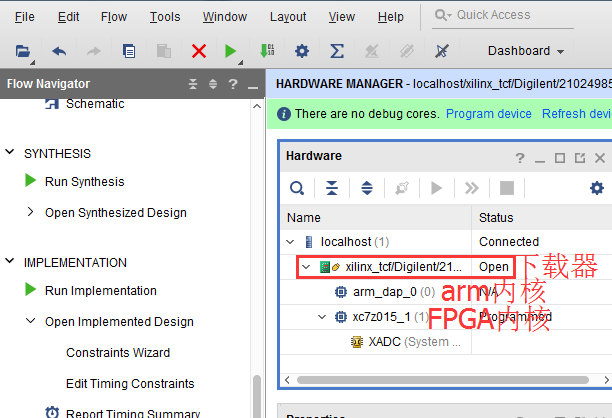 File Edit Flow Tools Window Layout View Help Quick Access
Dashboard
Flow Navigator
HARDWARE MANAGER - localhost/xilinx_tcf/Digilent/21024985
There are no debug cores. Program device Refresh devi
Schematic
SYNTHESIS
Run Synthesis
Open Synthesized Design
IMPLEMENTATION
Run Implementation
Open Implemented Design
Constraints Wizard
Edit Timing Constraints
Report Timing Summary
Hardware
Name Status
localhost (1) Connected
xilinx_tcf/Digilent/21... Open 下载器
arm_dap_0 (0) N/A arm内核
xc7z015_1 (1) Programmed FPGA内核
XADC (System ...
Properties